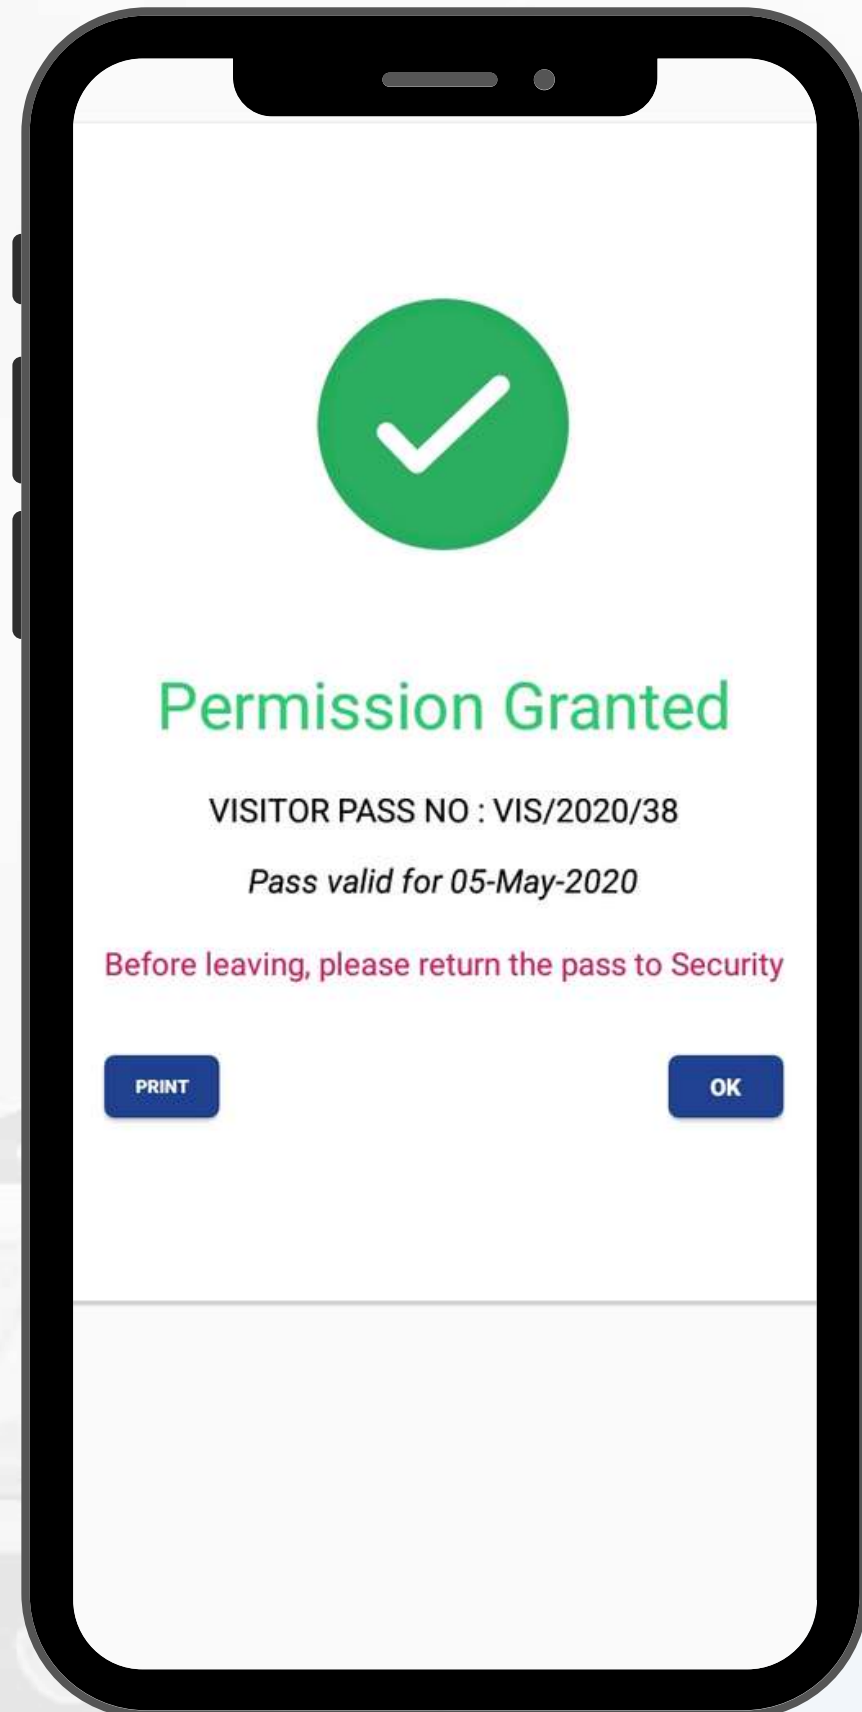 Permission Granted
VISITOR PASS NO : VIS/2020/38
Pass valid for 05-May-2020
Before leaving, please return the pass to Security
PRINT
OK